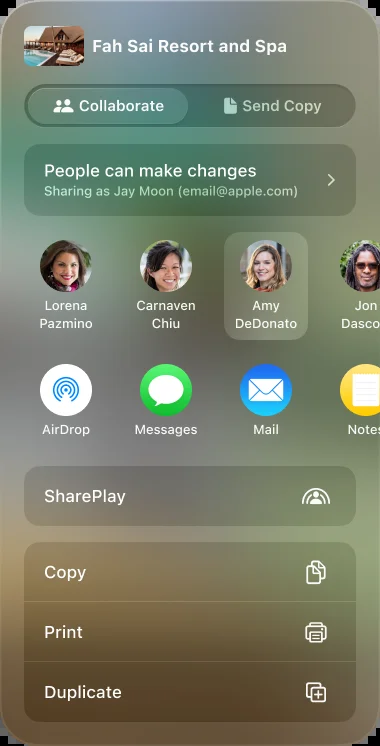 Fah Sai Resort and Spa
Collaborate
Send Copy
People can make changes
Sharing as Jay Moon (email@apple.com)
Lorena
Pazmino
Carnaven
Chiu
Amy
DeDonato
Jon
Dasco
AirDrop
Messages
Mail
Notes
SharePlay
Copy
Print
Duplicate